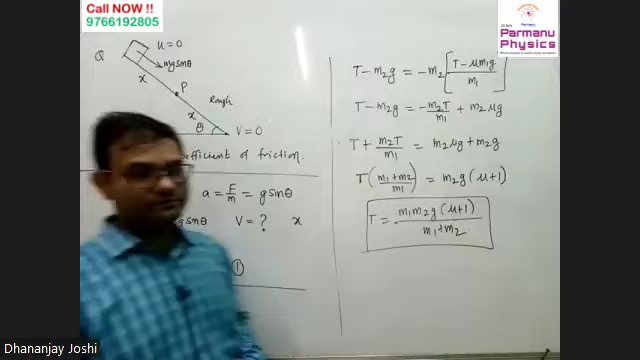 Call NOW !!
9766192805
Parmanu
Physics
u = 0
Q
mg sinθ
x
P
Rough
x
θ
V = 0
coefficient of friction.
a = F/m = g sinθ
g sinθ V = ? x
①
T - m₂g = -m₂[(T - μm₁g)/m₁]
T - m₂g = -m₂T/m₁ + m₂μg
T + m₂T/m₁ = m₂μg + m₂g
T((m₁+m₂)/m₁) = m₂g (μ+1)
T = m₁m₂g (μ+1)/(m₁+m₂)
Dhananjay Joshi